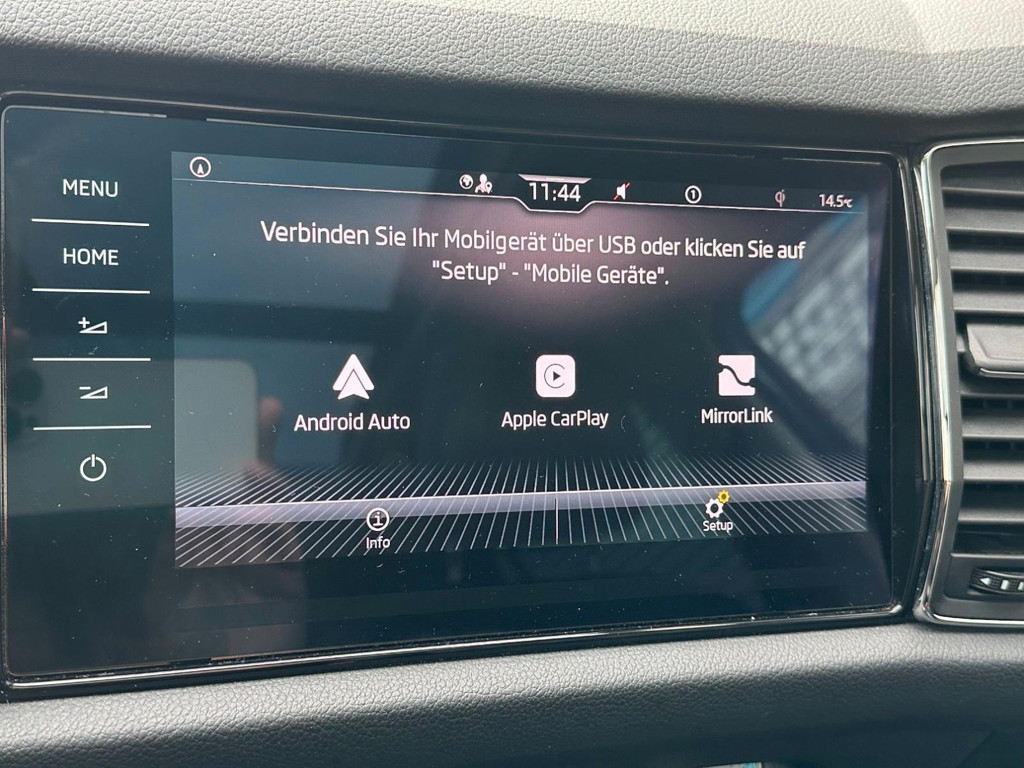 MENU
HOME
11:44
1
14.5°C
Verbinden Sie Ihr Mobilgerät über USB oder klicken Sie auf
"Setup" - "Mobile Geräte".
Android Auto
Apple CarPlay
MirrorLink
Info
Setup